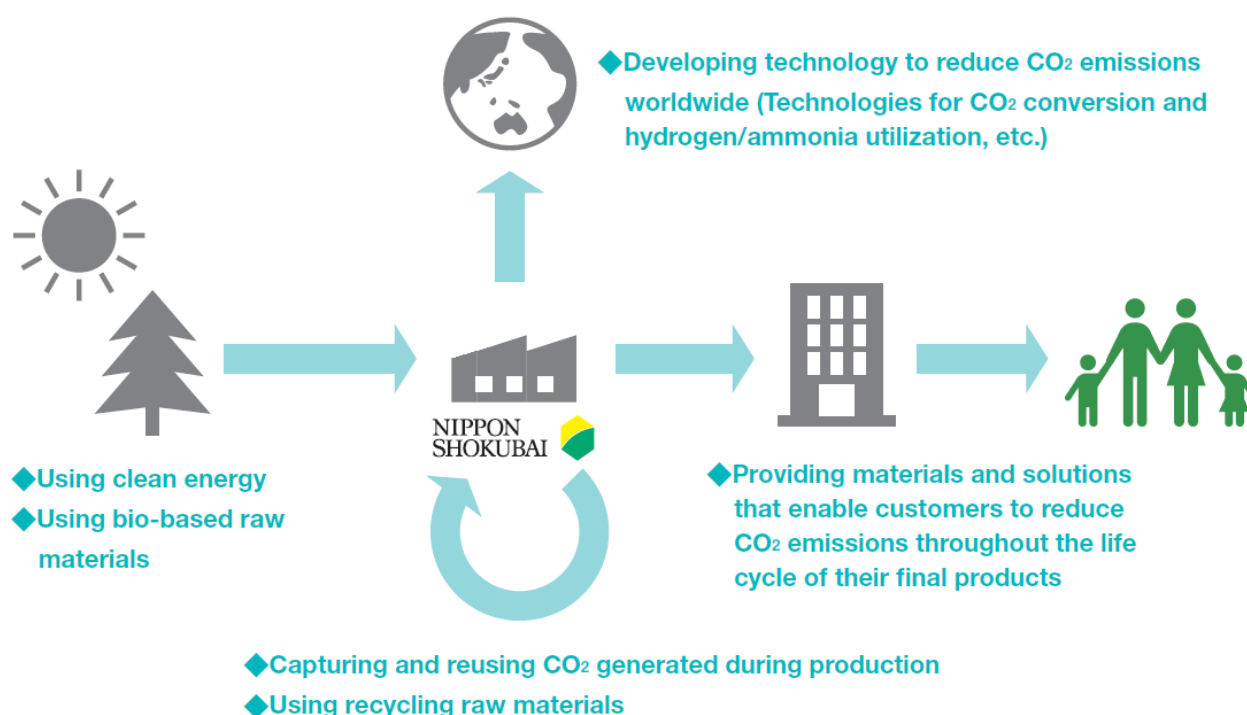 ◆Developing technology to reduce CO₂ emissions
worldwide (Technologies for CO₂ conversion and
hydrogen/ammonia utilization, etc.)
NIPPON
SHOKUBAI
◆Using clean energy
◆Using bio-based raw
materials
◆Providing materials and solutions
that enable customers to reduce
CO₂ emissions throughout the life
cycle of their final products
◆Capturing and reusing CO₂ generated during production
◆Using recycling raw materials